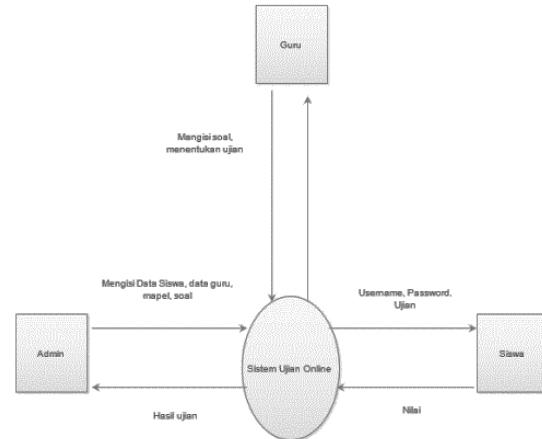 Guru
Mangisi soal,
menentukan ujian
Mengisi Data Siswa, data guru,
mapel, soal
Username, Password,
Ujian
Admin
Sistem Ujian Online
Siswa
Hasil ujian
Nilai